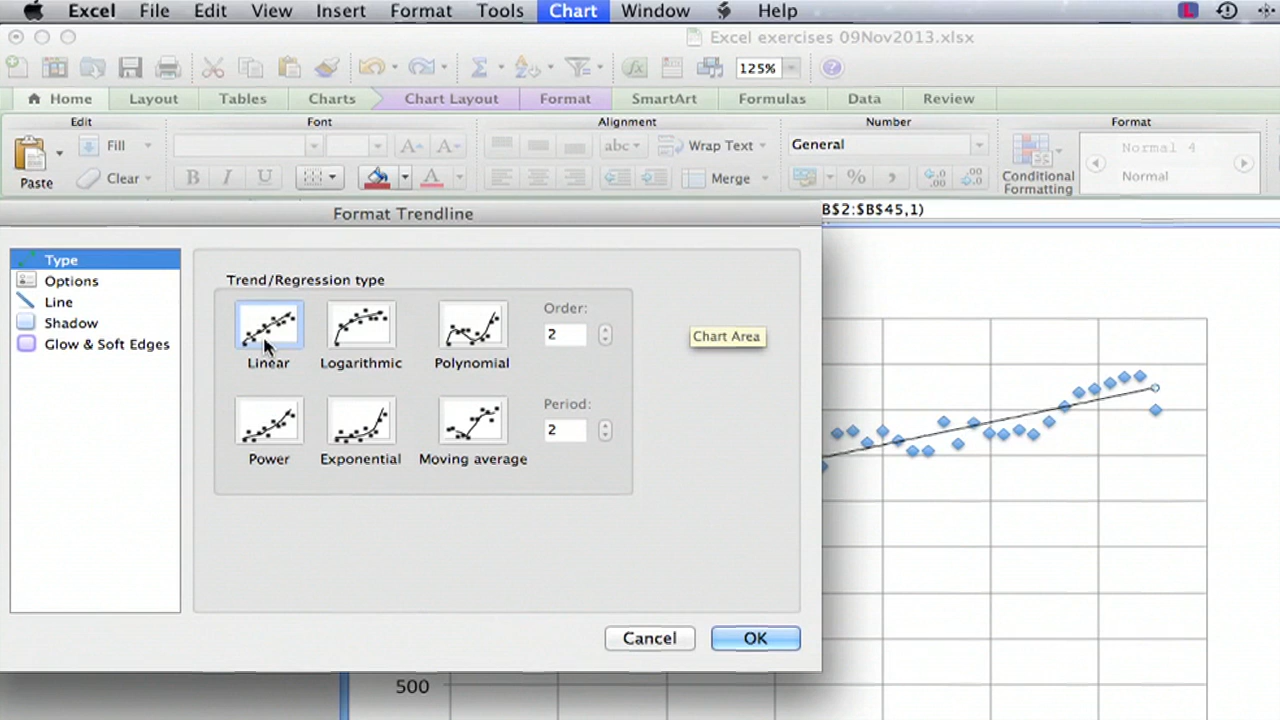 Excel File Edit View Insert Format Tools Chart Window Help
Excel exercises 09Nov2013.xlsx
125%
Home Layout Tables Charts Chart Layout Format SmartArt Formulas Data Review
Edit Font Alignment Number Format
Fill abc Wrap Text General Normal 4
Paste Clear B I U Merge Conditional Formatting Normal
Format Trendline
B$2:$B$45,1)
Type
Options
Line
Shadow
Glow & Soft Edges
Trend/Regression type
Order:
2
Linear Logarithmic Polynomial
Period:
2
Power Exponential Moving average
Chart Area
Cancel OK
500